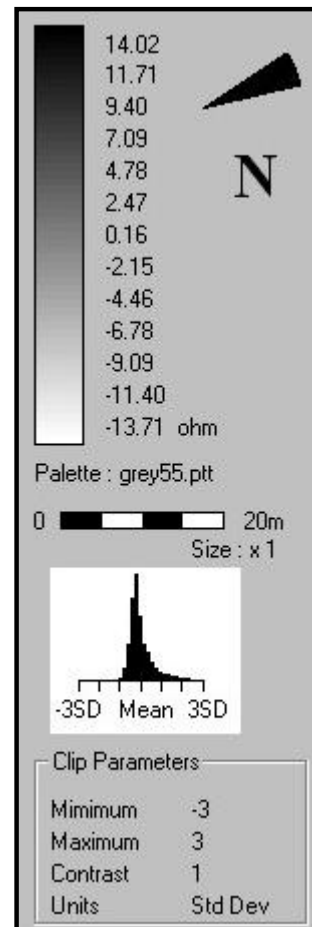 14.02
11.71
9.40
N
7.09
4.78
2.47
0.16
-2.15
-4.46
-6.78
-9.09
-11.40
-13.71 ohm
Palette : grey55.ptt
0 20m
Size : x 1
-3SD Mean 3SD
Clip Parameters
Mimimum -3
Maximum 3
Contrast 1
Units Std Dev